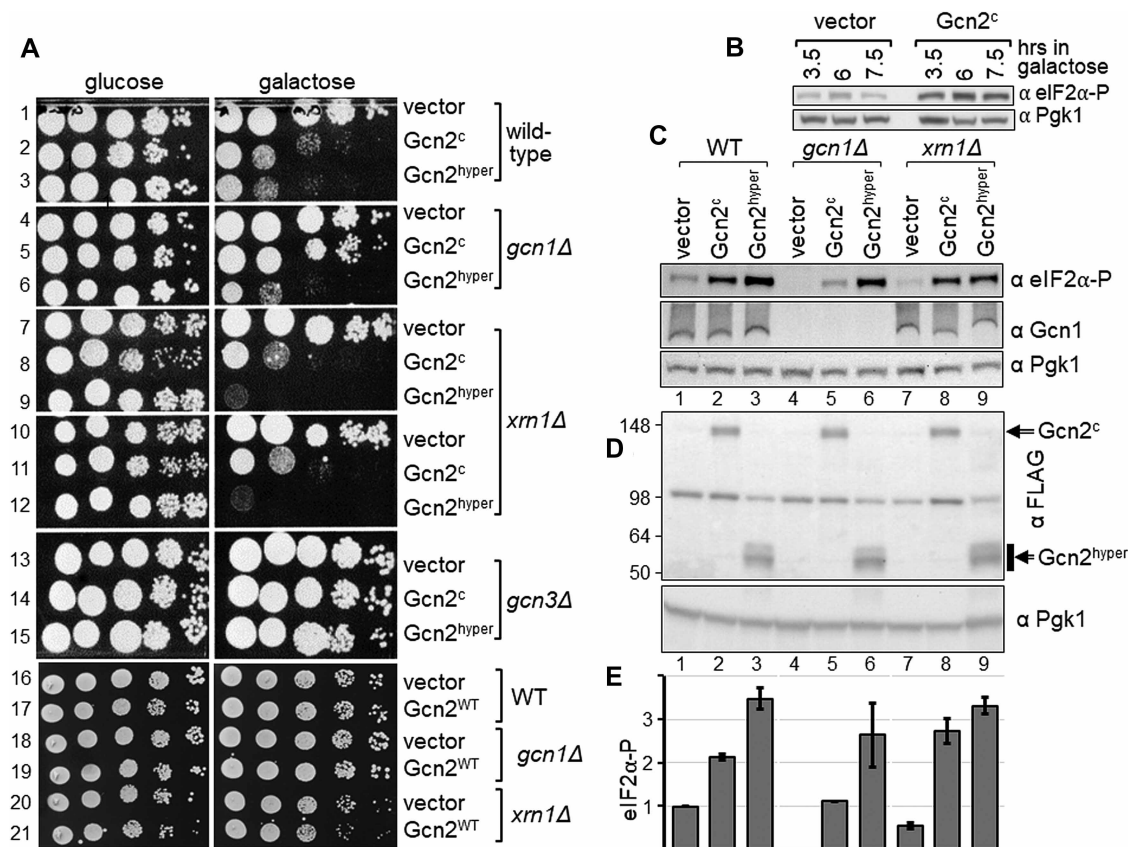 A
glucose galactose
1 vector
2 Gcn2ᶜ
3 Gcn2ʰʸᵖᵉʳ
wild-type
4 vector
5 Gcn2ᶜ
6 Gcn2ʰʸᵖᵉʳ
gcn1Δ
7 vector
8 Gcn2ᶜ
9 Gcn2ʰʸᵖᵉʳ
10 vector
11 Gcn2ᶜ
12 Gcn2ʰʸᵖᵉʳ
xrn1Δ
13 vector
14 Gcn2ᶜ
15 Gcn2ʰʸᵖᵉʳ
gcn3Δ
16 vector
17 Gcn2ᵂᵀ
WT
18 vector
19 Gcn2ᵂᵀ
gcn1Δ
20 vector
21 Gcn2ᵂᵀ
xrn1Δ
B
vector Gcn2ᶜ
3.5 6 7.5 3.5 6 7.5 hrs in galactose
α eIF2α-P
α Pgk1
C
WT gcn1Δ xrn1Δ
vector Gcn2ᶜ Gcn2ʰʸᵖᵉʳ vector Gcn2ᶜ Gcn2ʰʸᵖᵉʳ vector Gcn2ᶜ Gcn2ʰʸᵖᵉʳ
α eIF2α-P
α Gcn1
α Pgk1
1 2 3 4 5 6 7 8 9
D
148
98
64
50
Gcn2ᶜ
α FLAG
Gcn2ʰʸᵖᵉʳ
α Pgk1
1 2 3 4 5 6 7 8 9
E
eIF2α-P
3
2
1